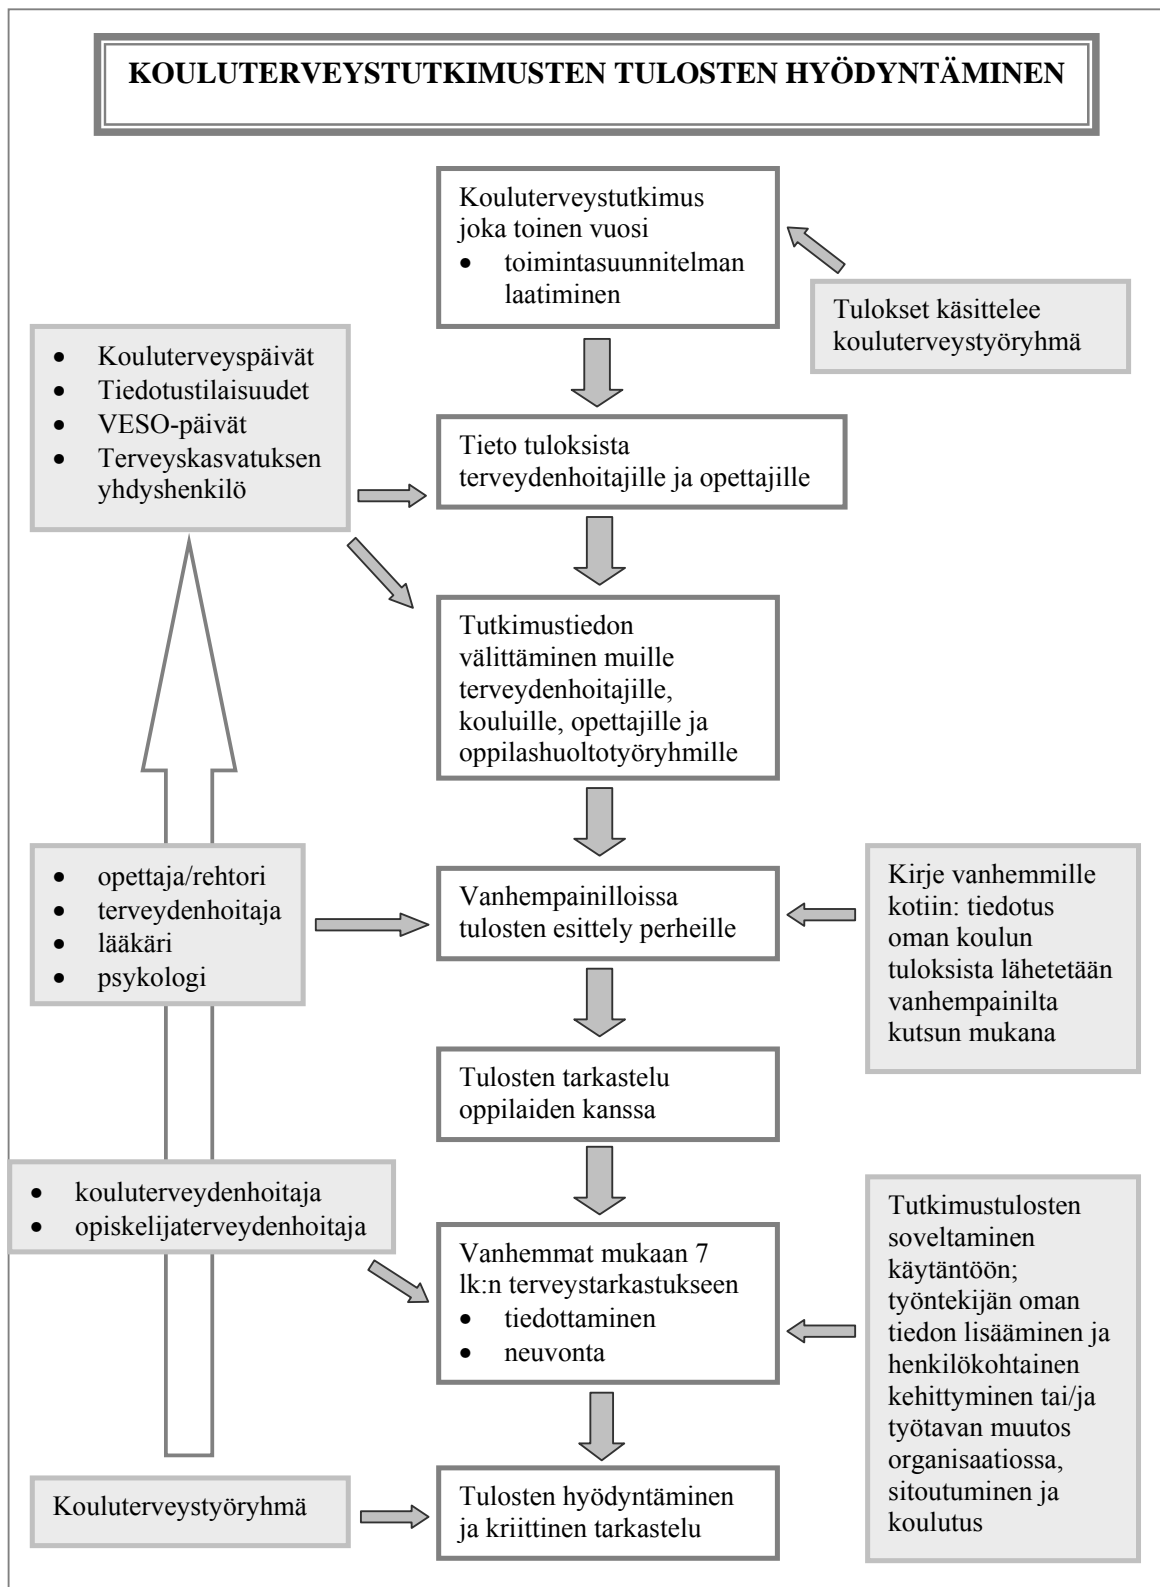 KOULUTERVEYSTUTKIMUSTEN TULOSTEN HYÖDYNTÄMINEN
Kouluterveystutkimus
joka toinen vuosi
• toimintasuunnitelman
laatiminen
Tulokset käsittelee
kouluterveystyöryhmä
• Kouluterveyspäivät
• Tiedotustilaisuudet
• VESO-päivät
• Terveyskasvatuksen
yhdyshenkilö
Tieto tuloksista
terveydenhoitajille ja opettajille
Tutkimustiedon
välittäminen muille
terveydenhoitajille,
kouluille, opettajille ja
oppilashuoltotyöryhmille
• opettaja/rehtori
• terveydenhoitaja
• lääkäri
• psykologi
Vanhempainilloissa
tulosten esittely perheille
Kirje vanhemmille
kotiin: tiedotus
oman koulun
tuloksista lähetetään
vanhempainilta
kutsun mukana
Tulosten tarkastelu
oppilaiden kanssa
• kouluterveydenhoitaja
• opiskelijaterveydenhoitaja
Vanhemmat mukaan 7
lk:n terveystarkastukseen
• tiedottaminen
• neuvonta
Tutkimustulosten
soveltaminen
käytäntöön;
työntekijän oman
tiedon lisääminen ja
henkilökohtainen
kehittyminen tai/ja
työtavan muutos
organisaatiossa,
sitoutuminen ja
koulutus
Kouluterveystyöryhmä
Tulosten hyödyntäminen
ja kriittinen tarkastelu